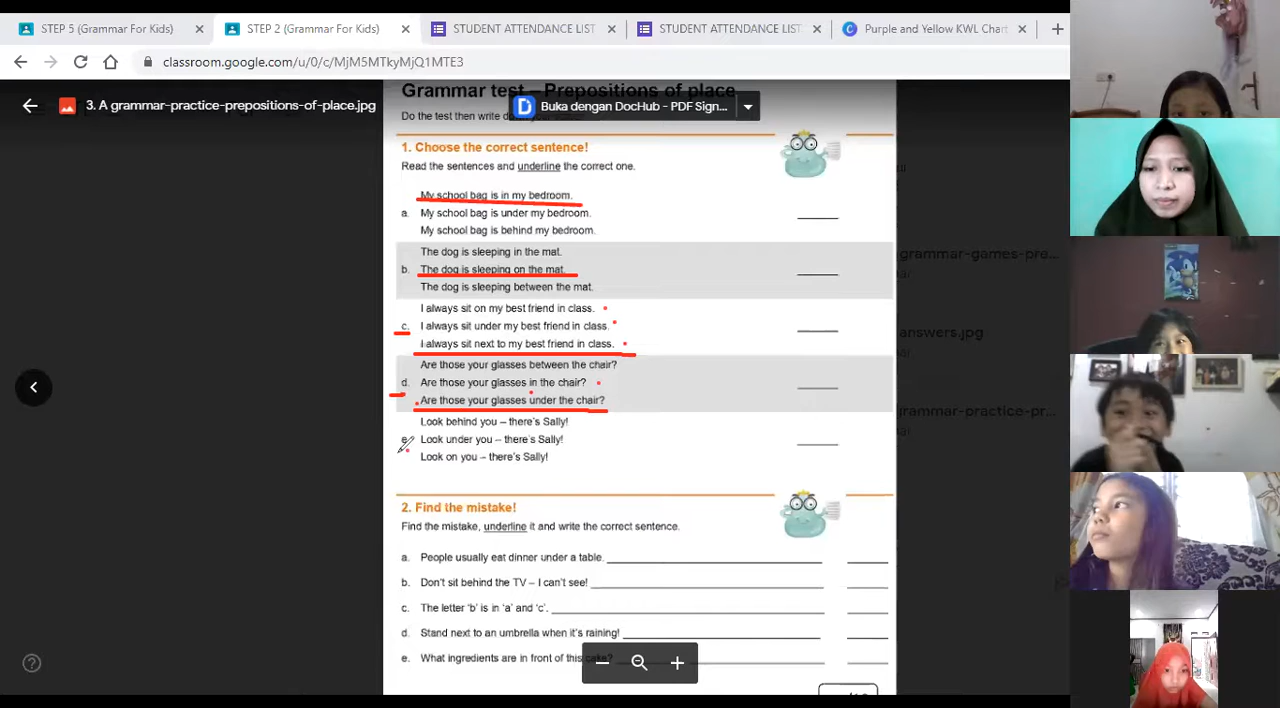 STEP 5 (Grammar For Kids)
STEP 2 (Grammar For Kids)
STUDENT ATTENDANCE LIST
STUDENT ATTENDANCE LIST
Purple and Yellow KWL Chart
classroom.google.com/u/0/c/MjM5MTkyMjQ1MTE3
3. A grammar-practice-prepositions-of-place.jpg
Buka dengan DocHub - PDF Sign...
Grammar test – Prepositions of place
Do the test then write
1. Choose the correct sentence!
Read the sentences and underline the correct one.
My school bag is in my bedroom.
a. My school bag is under my bedroom.
My school bag is behind my bedroom.
The dog is sleeping in the mat.
b. The dog is sleeping on the mat.
The dog is sleeping between the mat.
I always sit on my best friend in class.
c. I always sit under my best friend in class.
I always sit next to my best friend in class.
Are those your glasses between the chair?
d. Are those your glasses in the chair?
Are those your glasses under the chair?
Look behind you – there's Sally!
e. Look under you – there's Sally!
Look on you – there's Sally!
2. Find the mistake!
Find the mistake, underline it and write the correct sentence.
a. People usually eat dinner under a table.
b. Don't sit behind the TV – I can't see!
c. The letter 'b' is in 'a' and 'c'.
d. Stand next to an umbrella when it's raining!
e. What ingredients are in front of this cake?
-grammar-games-pre...
answers.jpg
grammar-practice-pr...